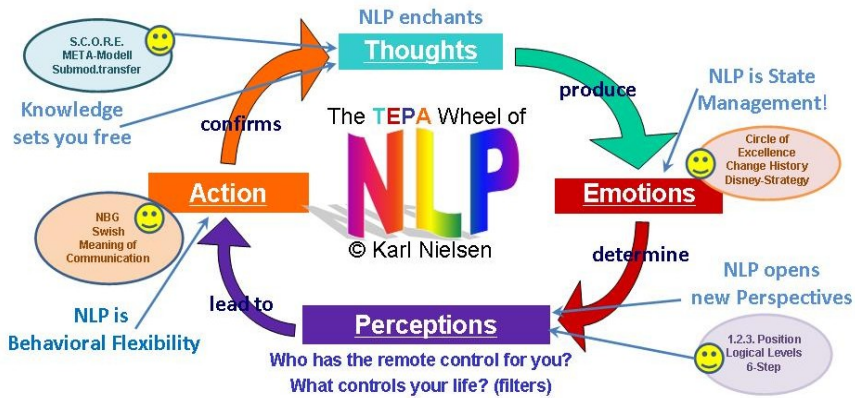 NLP enchants
Thoughts
S.C.O.R.E.
META-Modell
Submod.transfer
Knowledge
sets you free
confirms
produce
NLP is State
Management!
Circle of
Excellence
Change History
Disney-Strategy
The TEPA Wheel of
NLP
© Karl Nielsen
Action
Emotions
NBG
Swish
Meaning of
Communication
NLP is
Behavioral Flexibility
lead to
determine
NLP opens
new Perspectives
Perceptions
Who has the remote control for you?
What controls your life? (filters)
1.2.3. Position
Logical Levels
6-Step